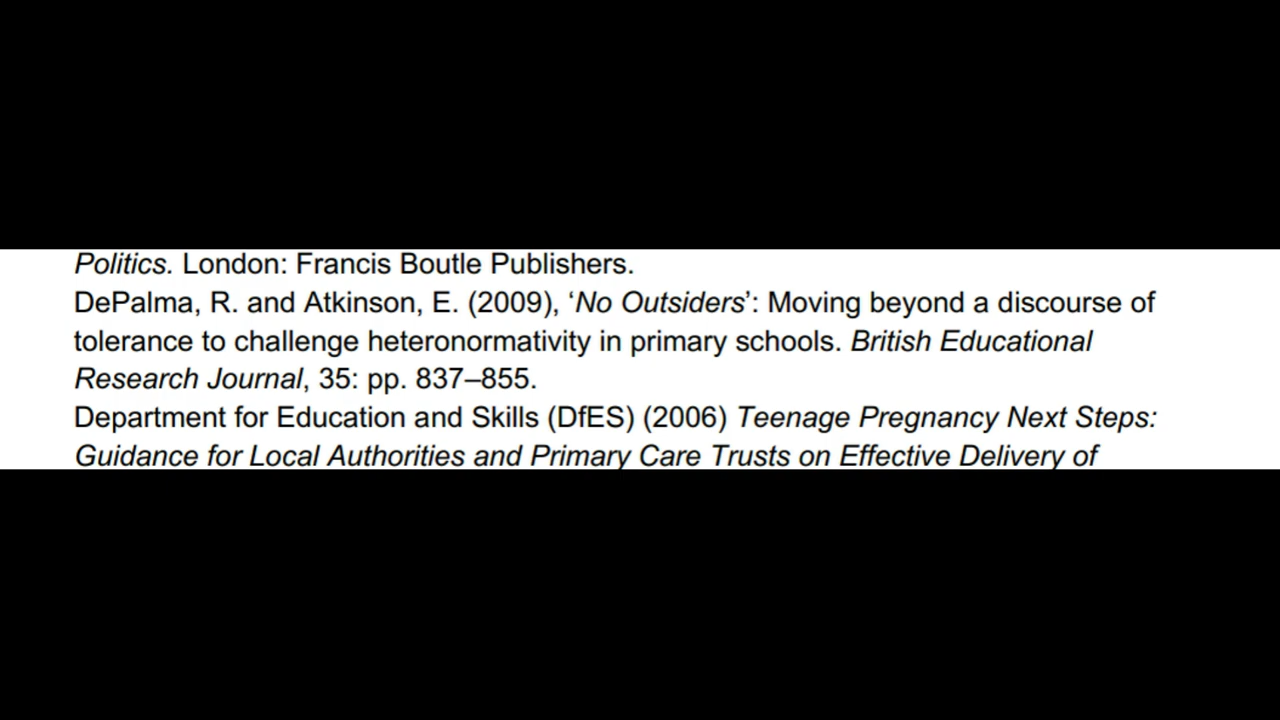 Politics. London: Francis Boutle Publishers.
DePalma, R. and Atkinson, E. (2009), ‘No Outsiders’: Moving beyond a discourse of
tolerance to challenge heteronormativity in primary schools. British Educational
Research Journal, 35: pp. 837–855.
Department for Education and Skills (DfES) (2006) Teenage Pregnancy Next Steps:
Guidance for Local Authorities and Primary Care Trusts on Effective Delivery of